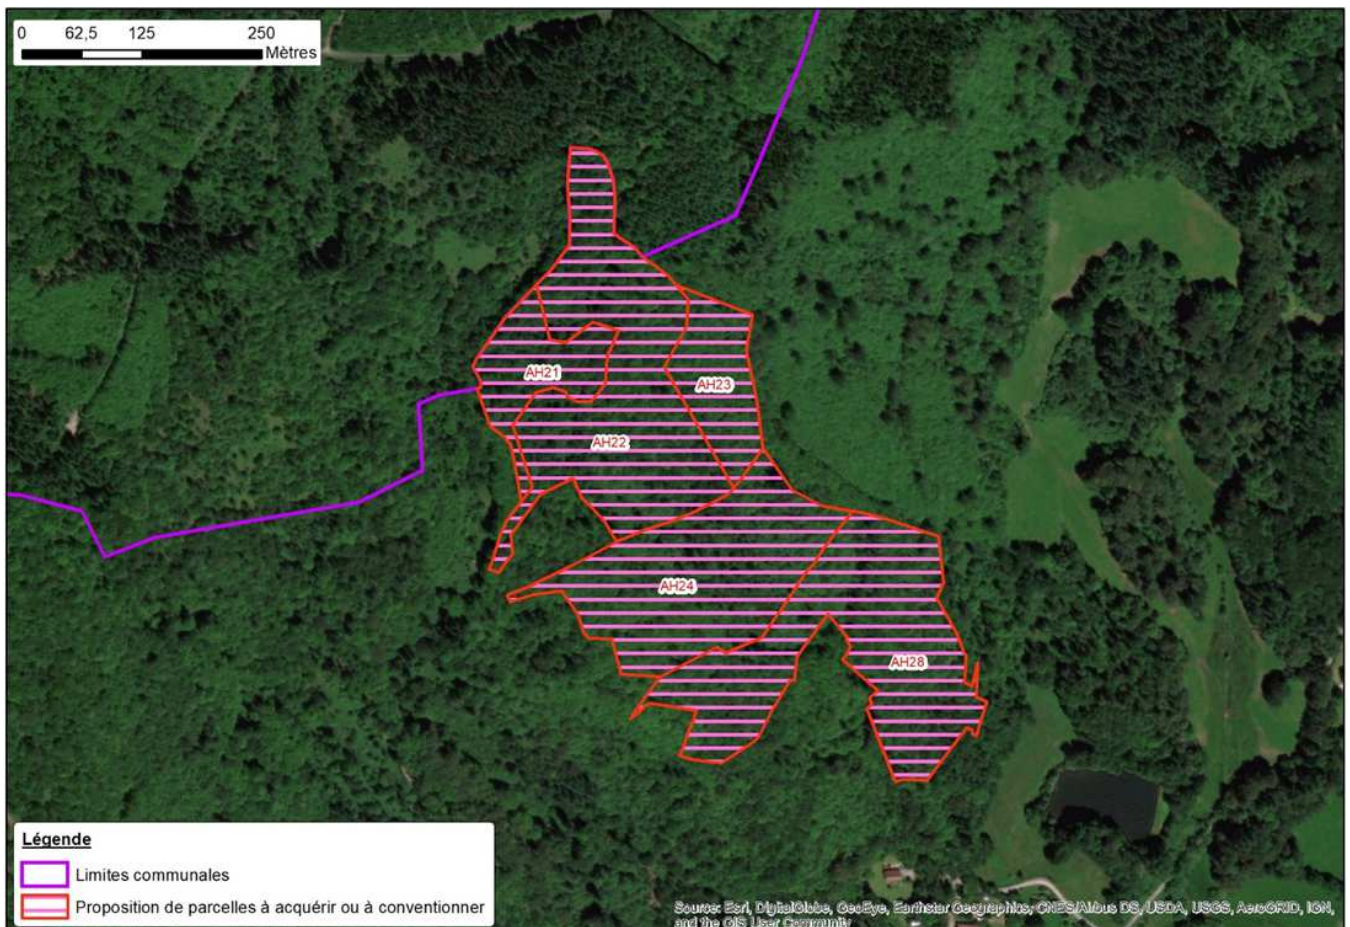 0 62,5 125 250
Mètres
AH21
AH23
AH22
AH24
AH28
Légende
Limites communales
Proposition de parcelles à acquérir ou à conventionner
Source: Esri, DigitalGlobe, GeoEye, Earthstar Geographics, CNES/Airbus DS, USDA, USGS, AeroGRID, IGN,
and the GIS User Community